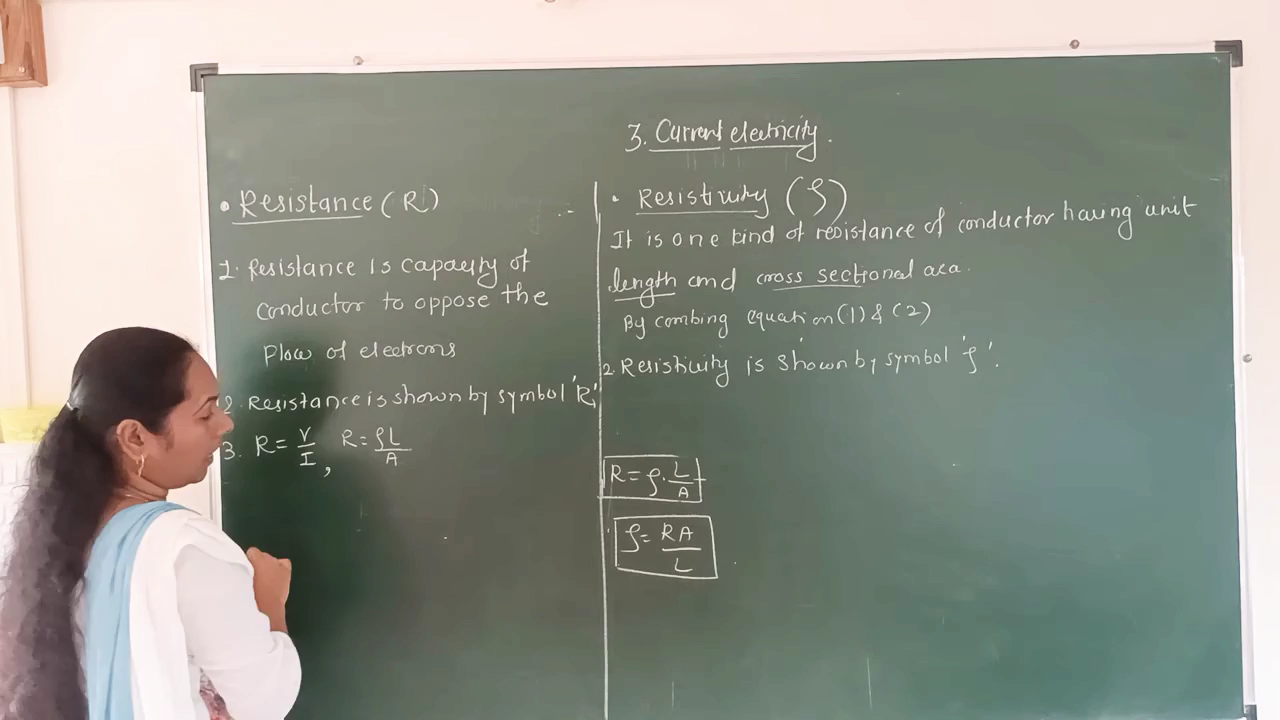 3. Current electricity.
• Resistance (R)
1. Resistance is capacity of
conductor to oppose the
flow of electrons
2. Resistance is shown by symbol 'R'
3. R = V/I, R = ρL/A
• Resistivity (ρ)
It is one kind of resistance of conductor having unit
length and cross sectional area.
By combing equation (1) & (2)
2. Resistivity is shown by symbol 'ρ'.
R = ρ. L/A
ρ = RA/L